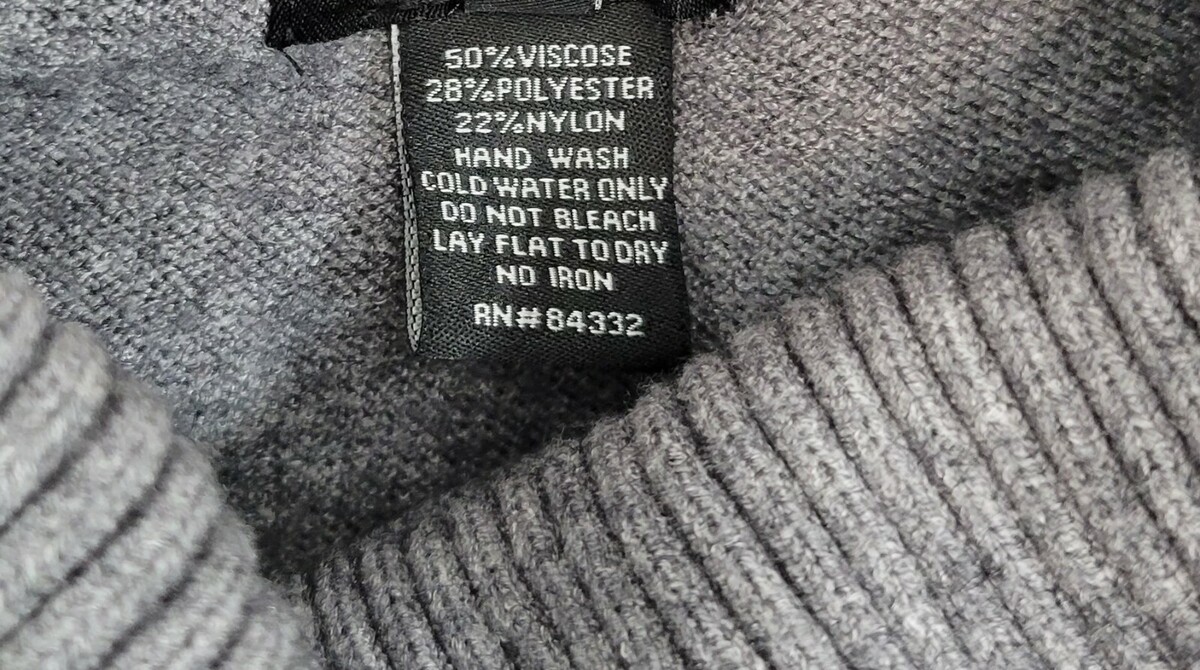 50%VISCOSE
28%POLYESTER
22%NYLON
HAND WASH
COLD WATER ONLY
DO NOT BLEACH
LAY FLAT TO DRY
NO IRON
RN#84332